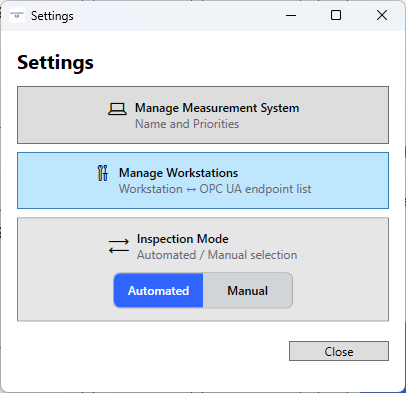 Settings
Settings
Manage Measurement System
Name and Priorities
Manage Workstations
Workstation ↔ OPC UA endpoint list
Inspection Mode
Automated / Manual selection
Automated
Manual
Close